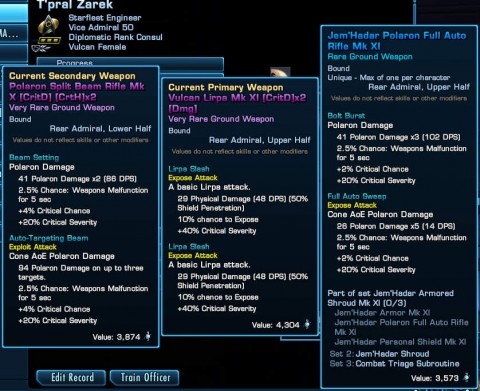 T'pral Zarek
Starfleet Engineer
Vice Admiral 50
Diplomatic Rank Consul
Vulcan Female
Progress
Current Secondary Weapon
Polaron Split Beam Rifle Mk
X [CritD] [CritH]x2
Very Rare Ground Weapon
Bound
Rear Admiral, Lower Half
Values do not reflect skills or other modifiers
Beam Setting
Polaron Damage
41 Polaron Damage x2 (86 DPS)
2.5% Chance: Weapons Malfunction
for 5 sec
+4% Critical Chance
+20% Critical Severity
Auto-Targeting Beam
Exploit Attack
Cone AoE Polaron Damage
94 Polaron Damage on up to three
targets.
2.5% Chance: Weapons Malfunction
for 5 sec
+4% Critical Chance
+20% Critical Severity
Value: 3,874
Current Primary Weapon
Vulcan Lirpa Mk XI [CritD]x2
[Dmg]
Very Rare Ground Weapon
Bound
Rear Admiral, Upper Half
Values do not reflect skills or other modifiers
Lirpa Slash
Expose Attack
A basic Lirpa attack.
29 Physical Damage (48 DPS) (50%
Shield Penetration)
10% chance to Expose
+40% Critical Severity
Lirpa Slash
Expose Attack
A basic Lirpa attack.
29 Physical Damage (48 DPS) (50%
Shield Penetration)
10% chance to Expose
+40% Critical Severity
Value: 4,304
Jem'Hadar Polaron Full Auto
Rifle Mk XI
Rare Ground Weapon
Bound
Unique - Max of one per character
Rear Admiral, Upper Half
Values do not reflect skills or other modifiers
Bolt Burst
Polaron Damage
41 Polaron Damage x3 (102 DPS)
2.5% Chance: Weapons Malfunction
for 5 sec
+2% Critical Chance
+20% Critical Severity
Full Auto Sweep
Expose Attack
Cone AoE Polaron Damage
26 Polaron Damage x5 (14 DPS)
2.5% Chance: Weapons Malfunction
for 5 sec
+2% Critical Chance
+20% Critical Severity
Part of set Jem'Hadar Armored
Shroud Mk XI (0/3)
Jem'Hadar Armor Mk XI
Jem'Hadar Polaron Full Auto Rifle
Mk XI
Jem'Hadar Personal Shield Mk XI
Set 2: Jem'Hadar Shroud
Set 3: Combat Triage Subroutine
Value: 3,573
Edit Record
Train Officer